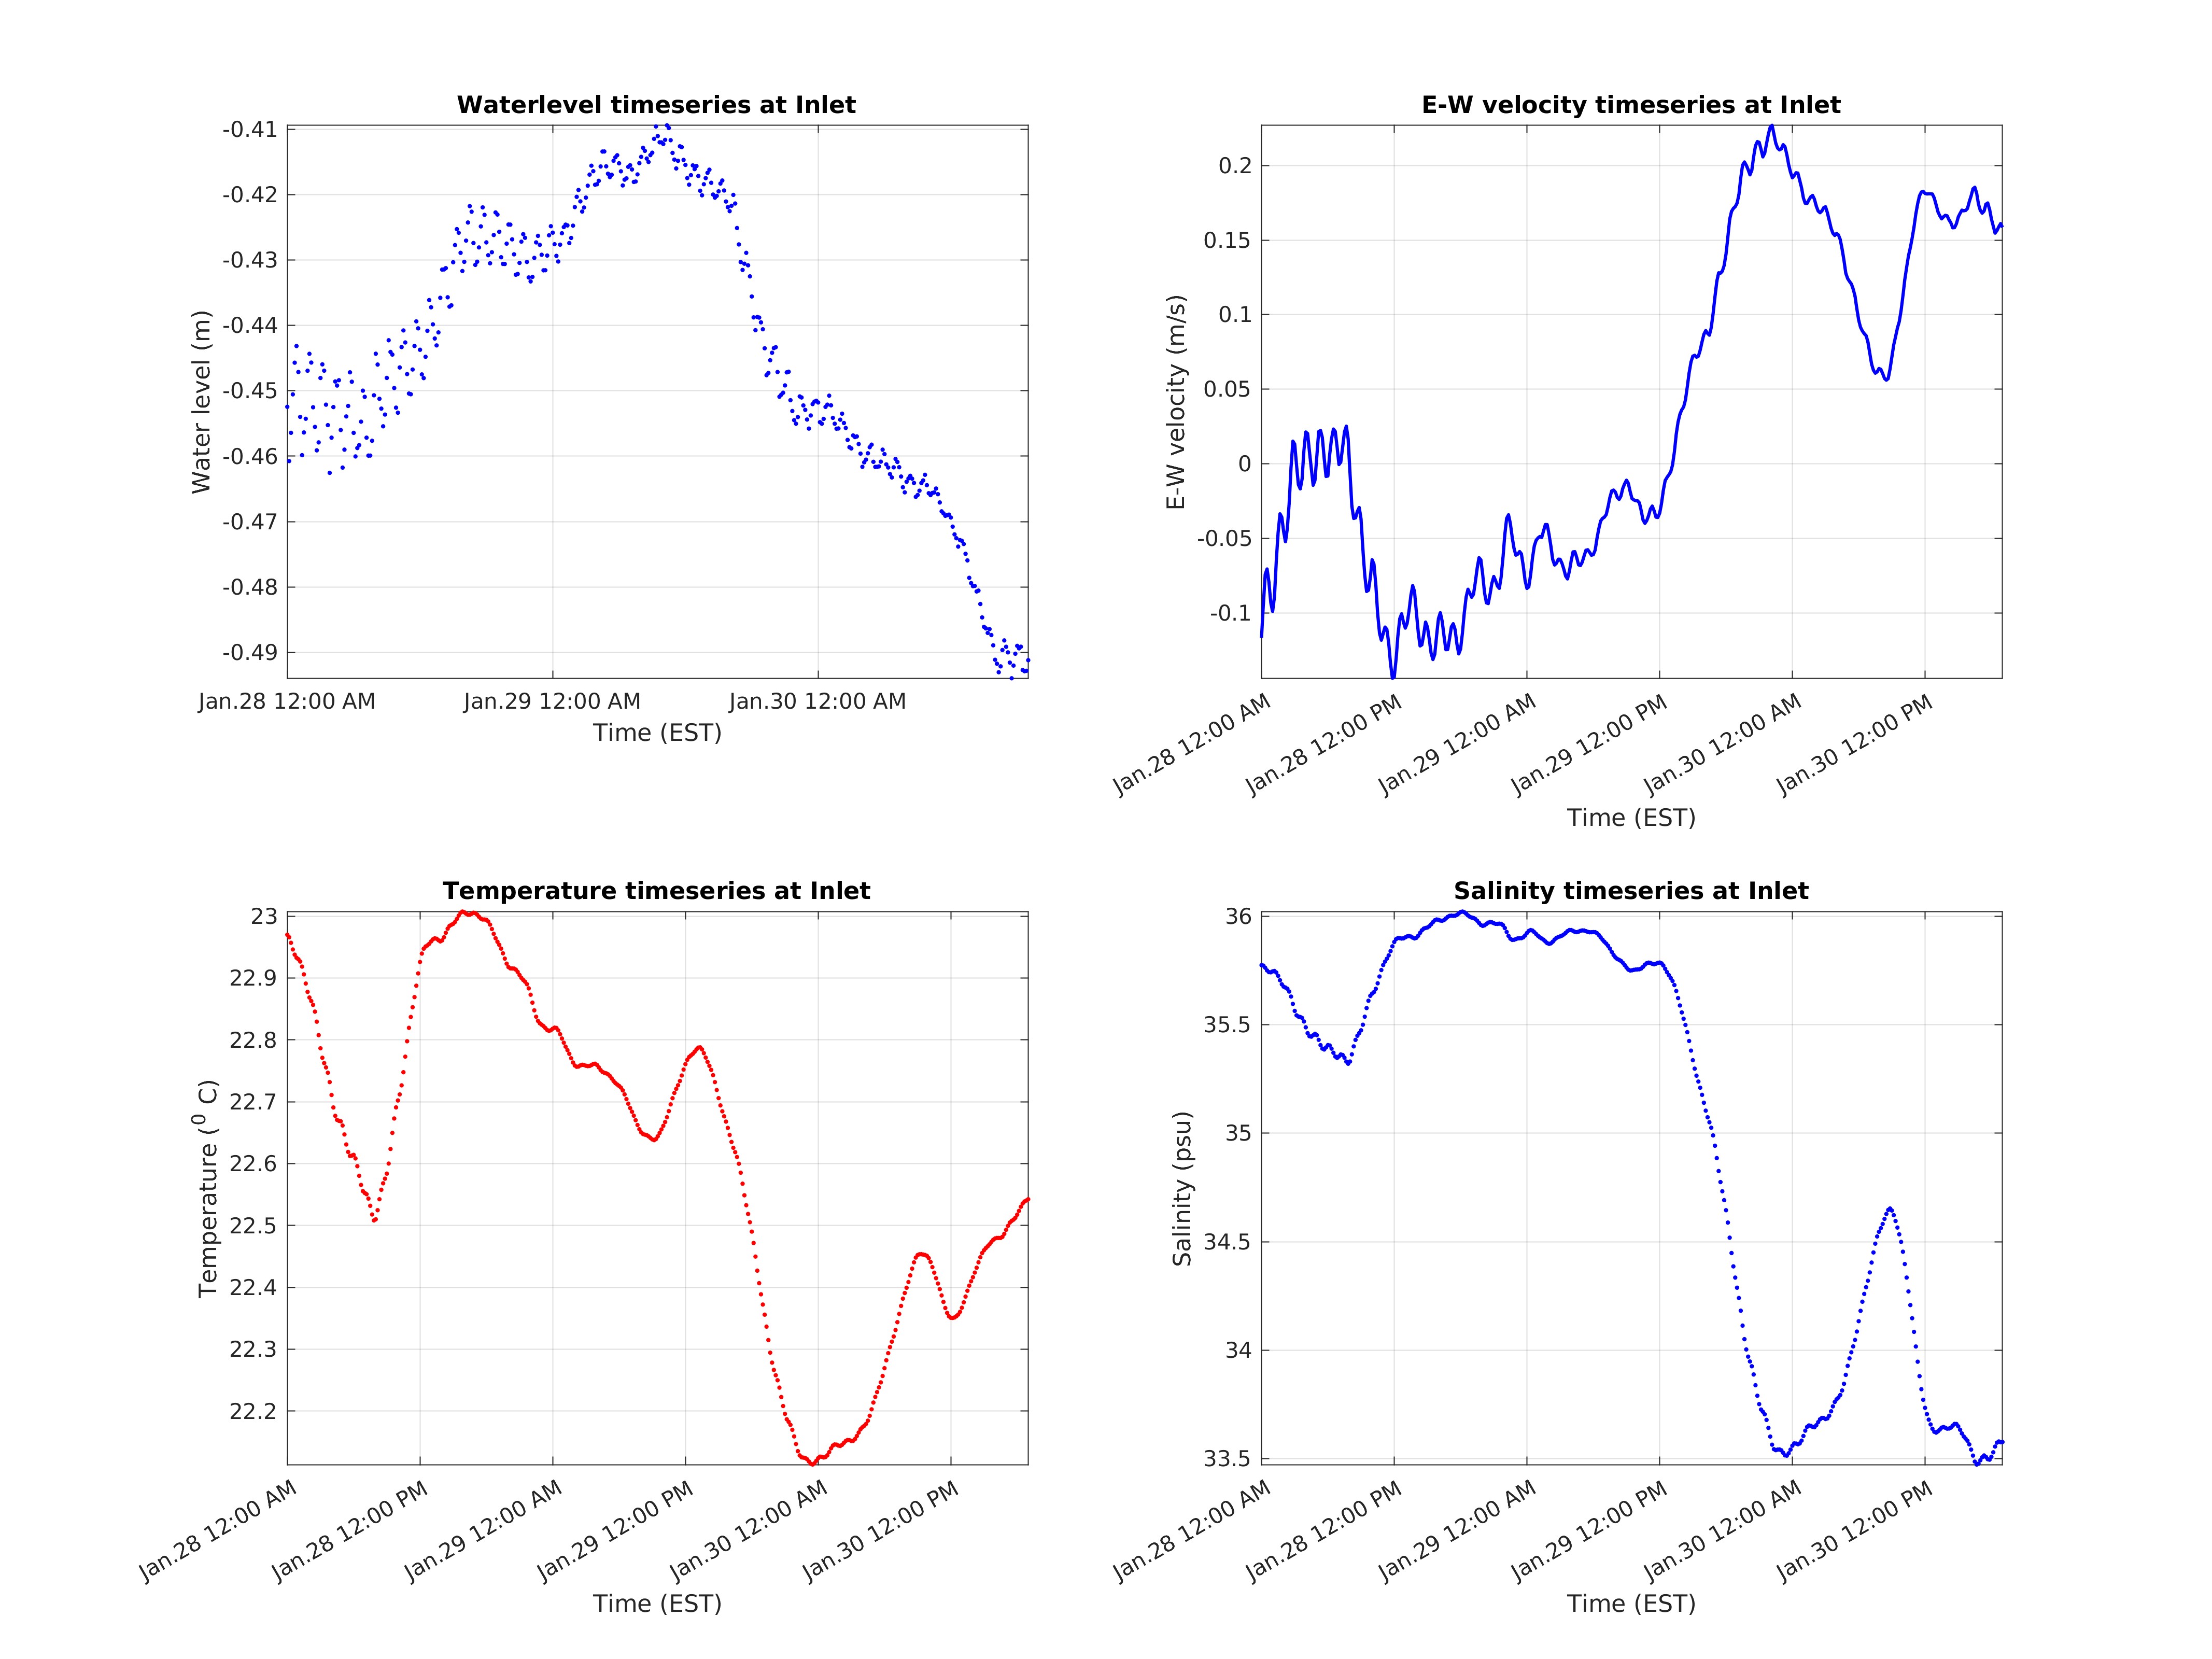 Waterlevel timeseries at Inlet
-0.41
-0.42
-0.43
-0.44
-0.45
-0.46
-0.47
-0.48
-0.49
Water level (m)
Jan.28 12:00 AM
Jan.29 12:00 AM
Jan.30 12:00 AM
Time (EST)
E-W velocity timeseries at Inlet
0.2
0.15
0.1
0.05
0
-0.05
-0.1
E-W velocity (m/s)
Jan.28 12:00 AM
Jan.28 12:00 PM
Jan.29 12:00 AM
Jan.29 12:00 PM
Jan.30 12:00 AM
Jan.30 12:00 PM
Time (EST)
Temperature timeseries at Inlet
23
22.9
22.8
22.7
22.6
22.5
22.4
22.3
22.2
Temperature (⁰ C)
Jan.28 12:00 AM
Jan.28 12:00 PM
Jan.29 12:00 AM
Jan.29 12:00 PM
Jan.30 12:00 AM
Jan.30 12:00 PM
Time (EST)
Salinity timeseries at Inlet
36
35.5
35
34.5
34
33.5
Salinity (psu)
Jan.28 12:00 AM
Jan.28 12:00 PM
Jan.29 12:00 AM
Jan.29 12:00 PM
Jan.30 12:00 AM
Jan.30 12:00 PM
Time (EST)